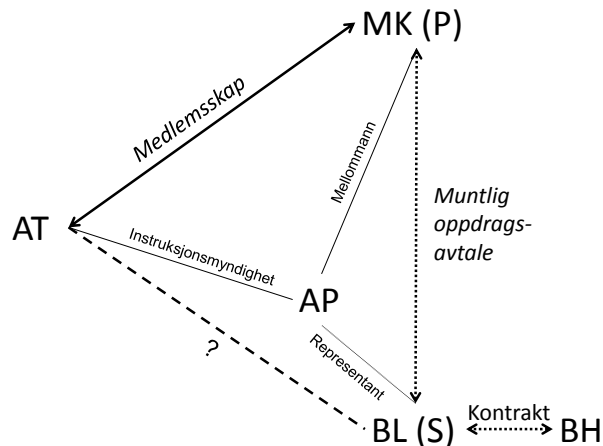 MK (P)
Medlemsskap
Mellommann
Muntlig
oppdrags-
avtale
AT
Instruksjonsmyndighet
AP
Representant
?
BL (S)
Kontrakt
BH